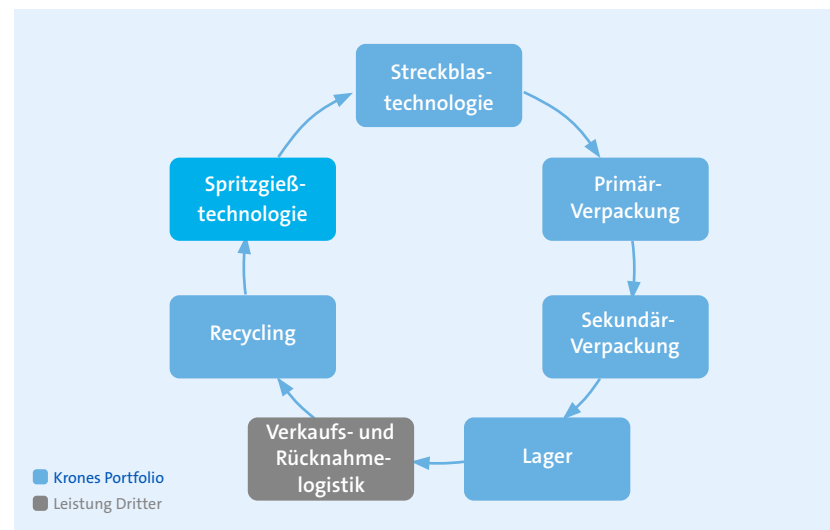 Streckblas-
technologie
Primär-
Verpackung
Sekundär-
Verpackung
Lager
Verkaufs- und
Rücknahme-
logistik
Recycling
Spritzgieß-
technologie
Krones Portfolio
Leistung Dritter